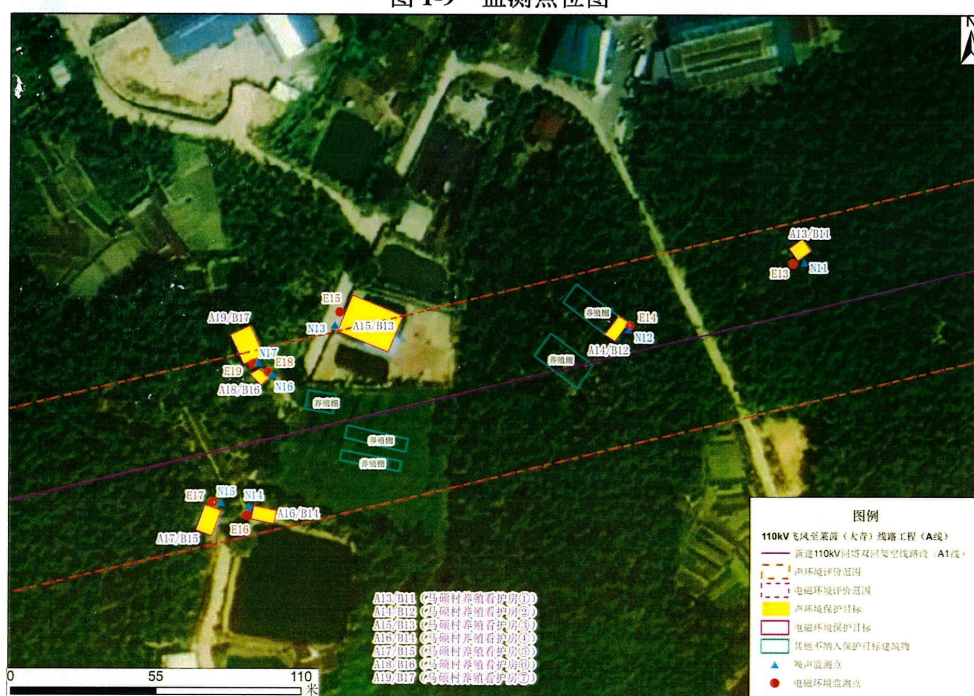 图 1-9 监测点位图
N
A13/B11
E13
N11
养殖棚
E14
N12
A14/B12
养殖棚
E15
N13
A15/B13
A19/B17
N17
E18
E19
N16
A18/B16
养殖棚
养殖棚
养殖棚
E17
N15
N14
E16
A16/B14
A17/B15
A13/B11（马硕村养殖看护房①）
A14/B12（马硕村养殖看护房②）
A15/B13（马硕村养殖看护房③）
A16/B14（马硕村养殖看护房④）
A17/B15（马硕村养殖看护房⑤）
A18/B16（马硕村养殖看护房⑥）
A19/B17（马硕村养殖看护房⑦）
0 55 110
米
图例
110kV飞凤至莱茵（大青）线路工程（A线）
新建110kV同塔双回架空线路段（A1线）
声环境评价范围
电磁环境评价范围
声环境保护目标
电磁环境保护目标
其他不纳入保护目标建筑物
噪声监测点
电磁环境监测点